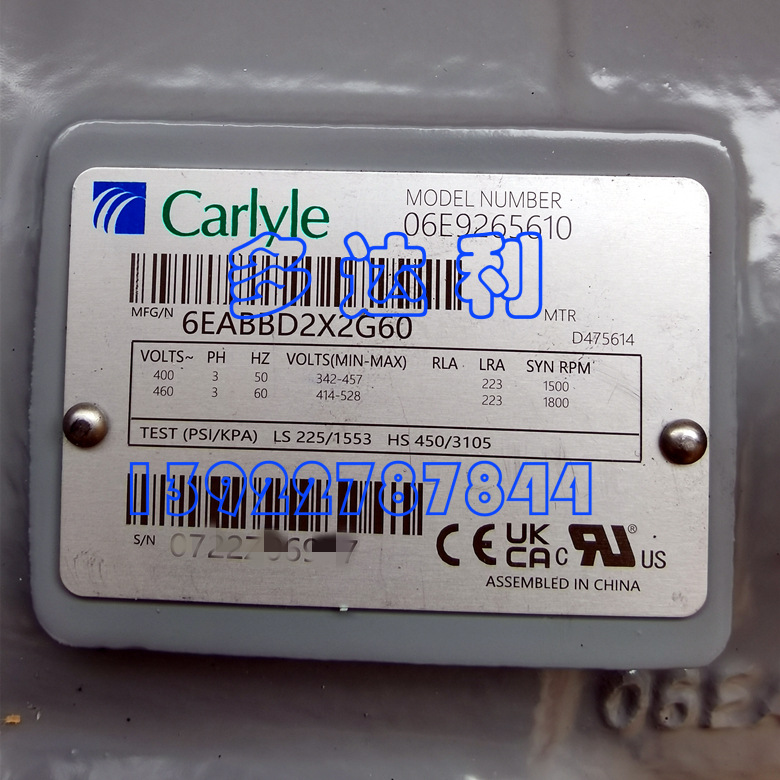 Carlyle
MODEL NUMBER
06E9265610
多达利
MFG/N
6EABBD2X2G60
MTR
D475614
VOLTS~ PH HZ VOLTS(MIN-MAX) RLA LRA SYN RPM
400 3 50 342-457 223 1500
460 3 60 414-528 223 1800
TEST (PSI/KPA) LS 225/1553 HS 450/3105
13922787844
S/N
CE UK CA c RU ® US
ASSEMBLED IN CHINA
06E